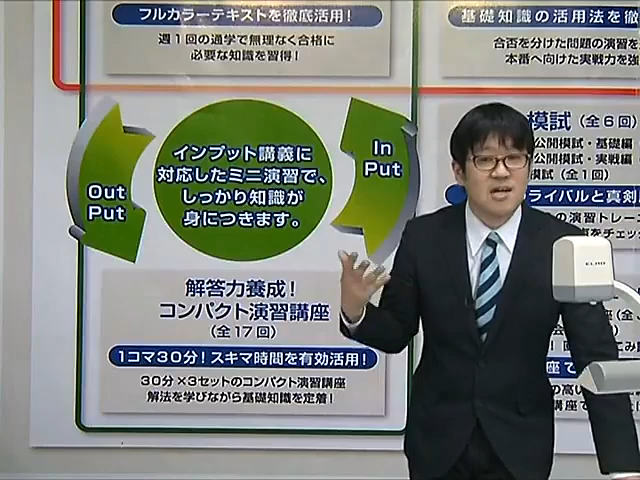 フルカラーテキストを徹底活用!
週1回の通学で無理なく合格に
必要な知識を習得!
基礎知識の活用法を徹
合否を分けた問題の演習を
本番へ向けた実戦力を強
Out
Put
インプット講義に
対応したミニ演習で、
しっかり知識が
身につきます。
In
Put
解答力養成!
コンパクト演習講座
(全17回)
1コマ30分!スキマ時間を有効活用!
30分×3セットのコンパクト演習講座
解法を学びながら基礎知識を定着!
模試(全6回)
公開模試・基礎編
公開模試・実戦編
模試(全1回)
ライバルと真剣
の演習トレー
をチェッ
ELMO